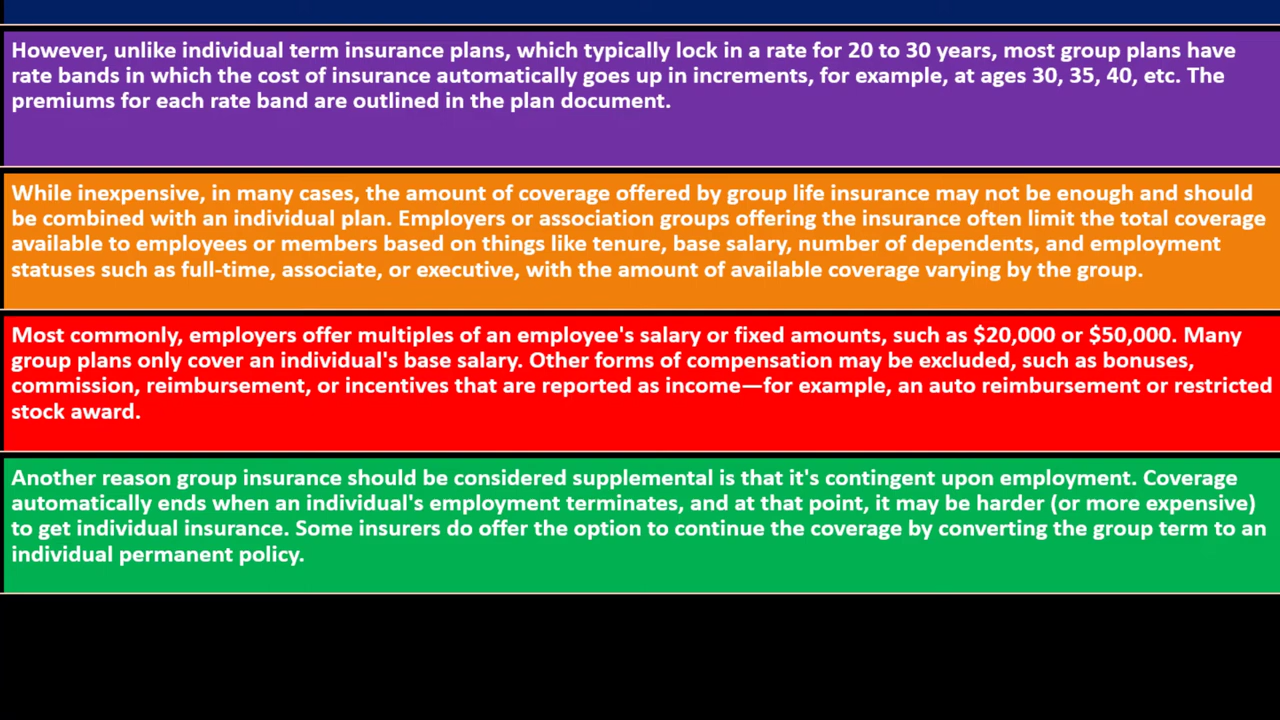 However, unlike individual term insurance plans, which typically lock in a rate for 20 to 30 years, most group plans have
rate bands in which the cost of insurance automatically goes up in increments, for example, at ages 30, 35, 40, etc. The
premiums for each rate band are outlined in the plan document.
While inexpensive, in many cases, the amount of coverage offered by group life insurance may not be enough and should
be combined with an individual plan. Employers or association groups offering the insurance often limit the total coverage
available to employees or members based on things like tenure, base salary, number of dependents, and employment
statuses such as full-time, associate, or executive, with the amount of available coverage varying by the group.
Most commonly, employers offer multiples of an employee's salary or fixed amounts, such as $20,000 or $50,000. Many
group plans only cover an individual's base salary. Other forms of compensation may be excluded, such as bonuses,
commission, reimbursement, or incentives that are reported as income—for example, an auto reimbursement or restricted
stock award.
Another reason group insurance should be considered supplemental is that it's contingent upon employment. Coverage
automatically ends when an individual's employment terminates, and at that point, it may be harder (or more expensive)
to get individual insurance. Some insurers do offer the option to continue the coverage by converting the group term to an
individual permanent policy.